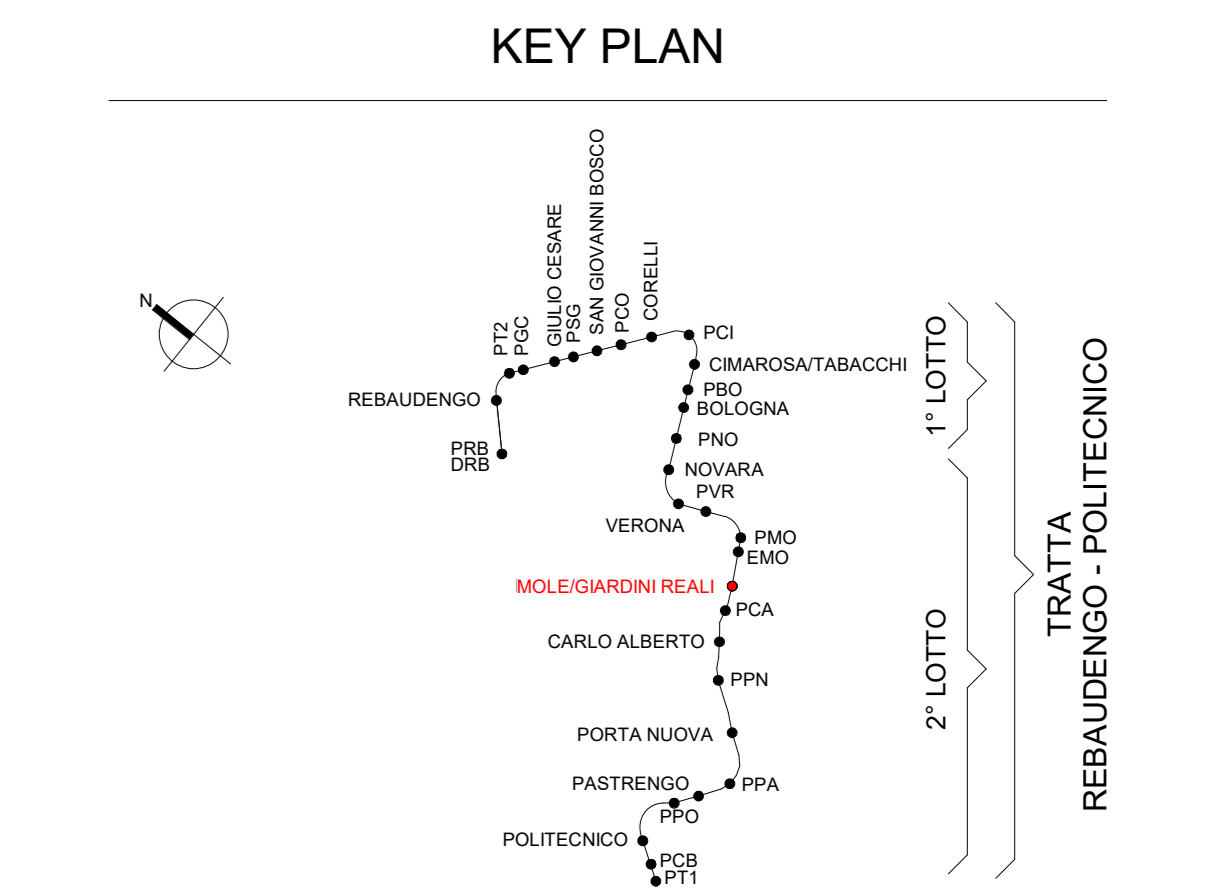 KEY PLAN
N
PT2
PGC
GIULIO CESARE
PSG
SAN GIOVANNI BOSCO
PCO
CORELLI
PCI
CIMAROSA/TABACCHI
REBAUDENGO
PBO
BOLOGNA
PRB
DRB
PNO
NOVARA
PVR
VERONA
PMO
EMO
MOLE/GIARDINI REALI
PCA
CARLO ALBERTO
PPN
PORTA NUOVA
PASTRENGO
PPA
PPO
POLITECNICO
PCB
PT1
1° LOTTO
2° LOTTO
TRATTA
REBAUDENGO - POLITECNICO